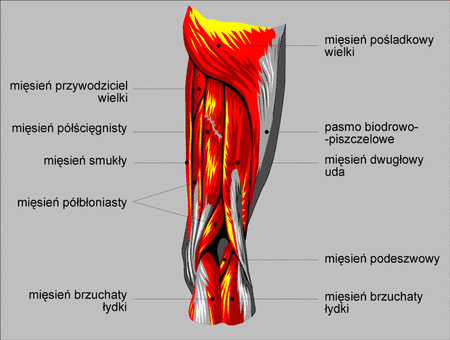 mięsień przywodziciel
wielki
mięsień półścięgnisty
mięsień smukły
mięsień półbłoniasty
mięsień brzuchaty
łydki
mięsień pośladkowy
wielki
pasmo biodrowo-
-piszczelowe
mięsień dwugłowy
uda
mięsień podeszwowy
mięsień brzuchaty
łydki